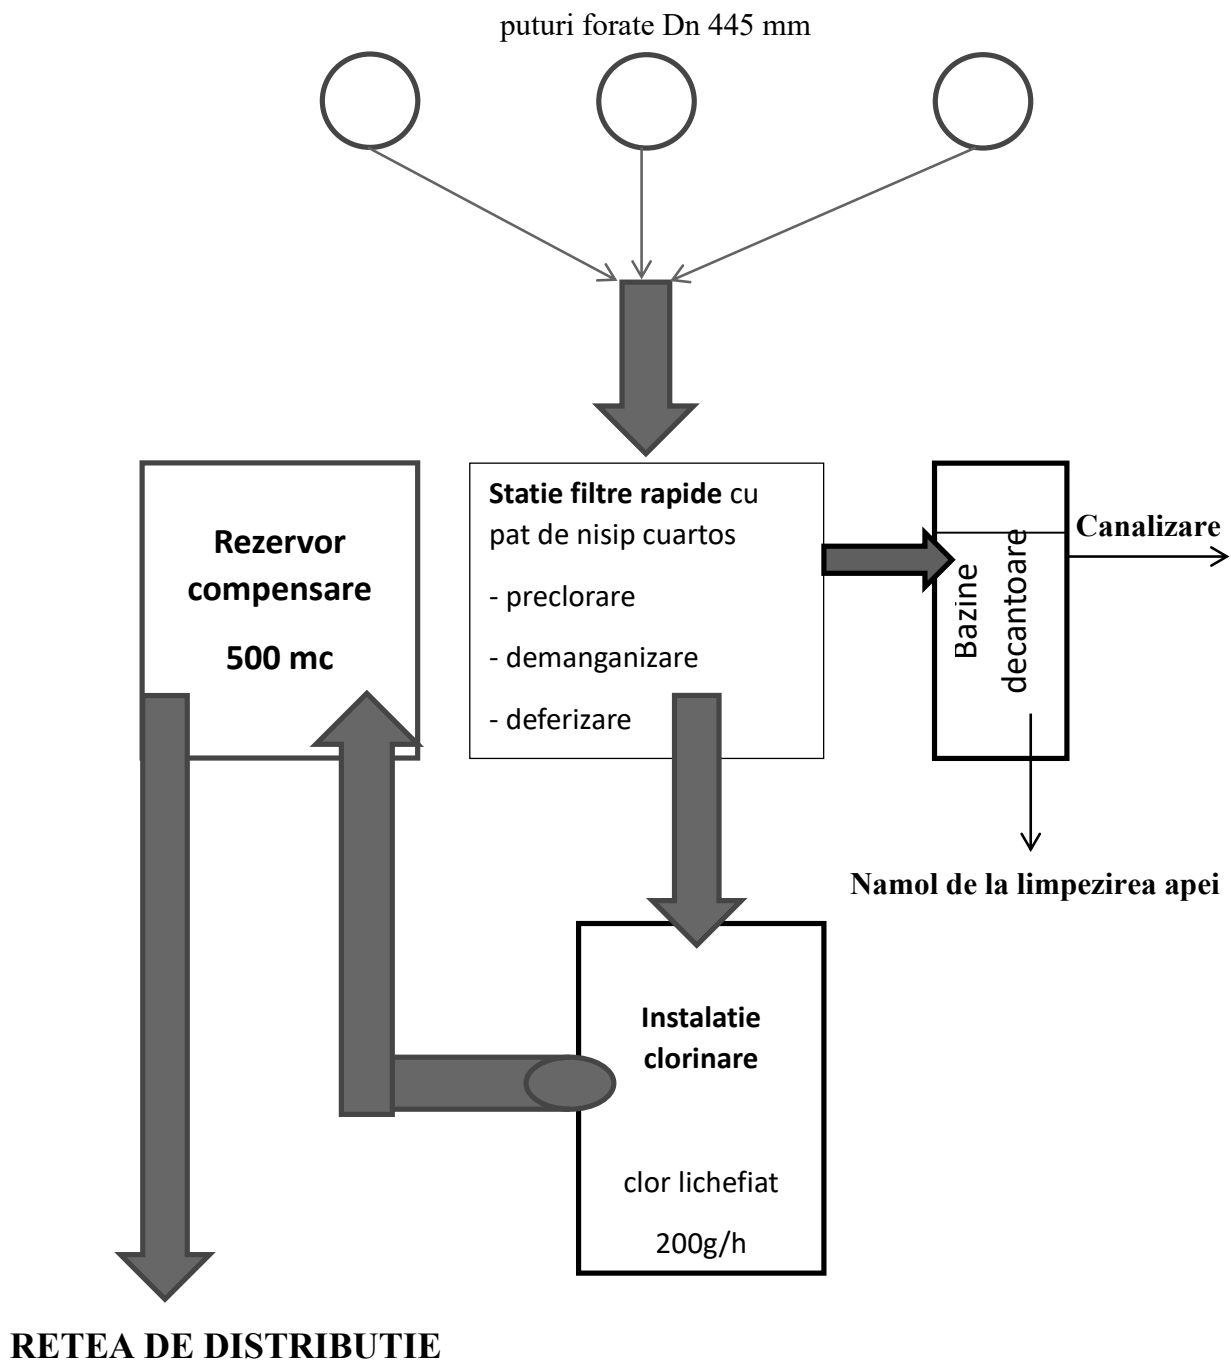 puturi forate Dn 445 mm
Rezervor
compensare
500 mc
Statie filtre rapide cu
pat de nisip cuartos
- preclorare
- demanganizare
- deferizare
Bazine
decantoare
Canalizare
Namol de la limpezirea apei
Instalatie
clorinare
clor lichefiat
200g/h
RETEA DE DISTRIBUTIE